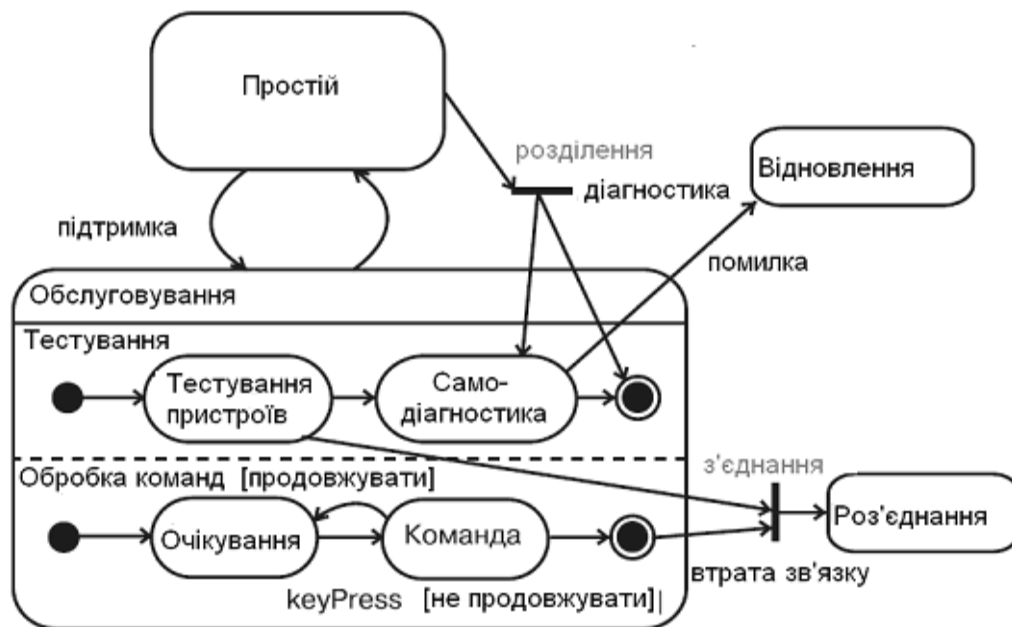 Простій
розділення
діагностика
Відновлення
підтримка
помилка
Обслуговування
Тестування
Тестування
пристроїв
Само-
діагностика
з'єднання
Обробка команд [продовжувати]
Очікування
Команда
Роз'єднання
втрата зв'язку
keyPress [не продовжувати]